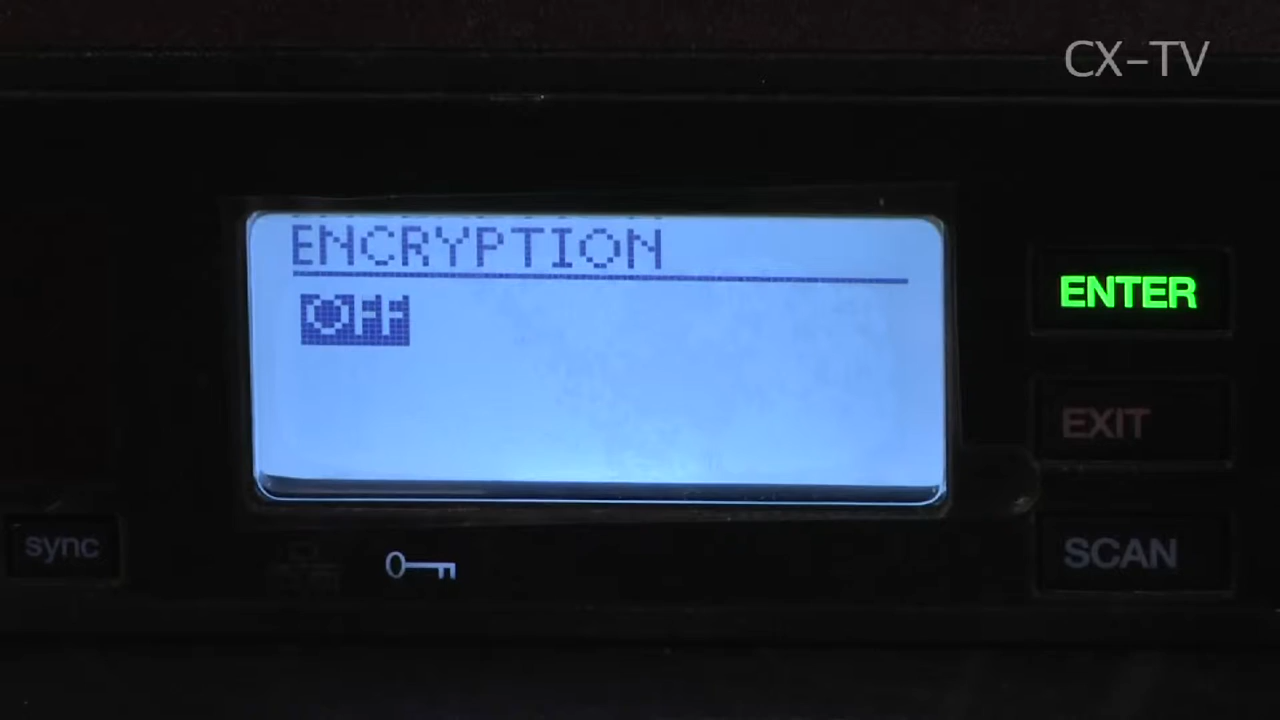 CX-TV
ENCRYPTION
OFF
ENTER
EXIT
SCAN
sync